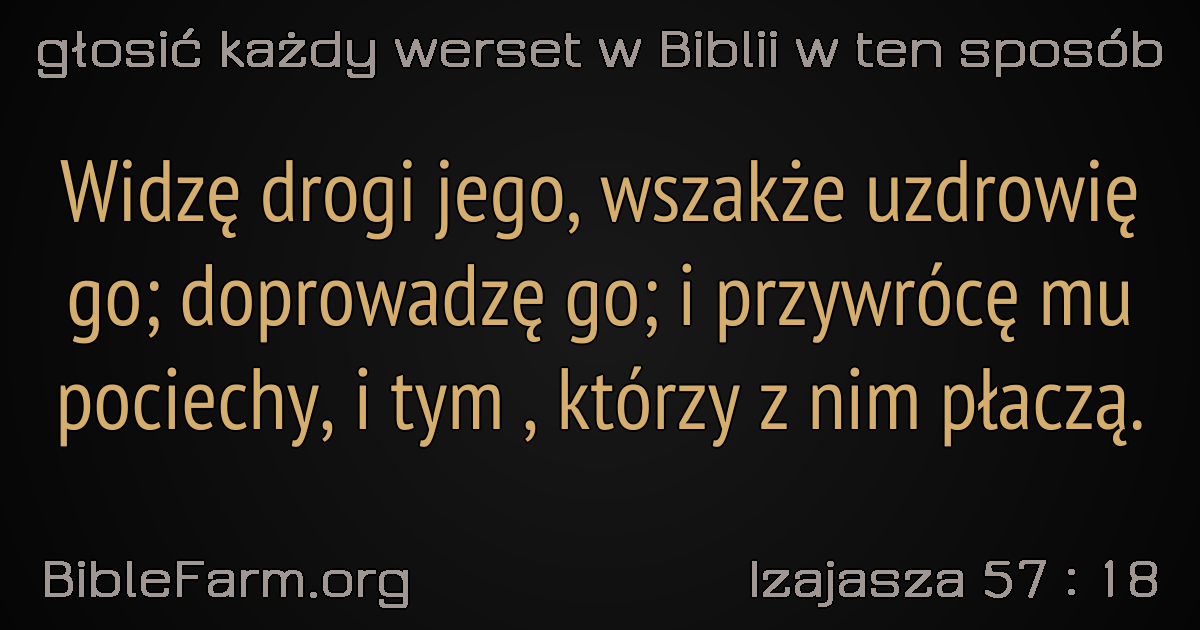 głosić każdy werset w Biblii w ten sposób
Widzę drogi jego, wszakże uzdrowię
go; doprowadzę go; i przywrócę mu
pociechy, i tym , którzy z nim płaczą.
BibleFarm.org
Izajasza 57 : 18